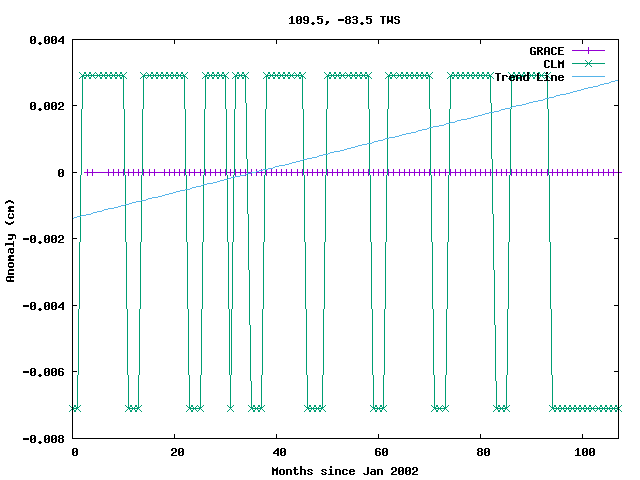 109.5, -83.5 TWS
GRACE
CLM
Trend Line
0.004
0.002
0
-0.002
-0.004
-0.006
-0.008
Anomaly (cm)
0 20 40 60 80 100
Months since Jan 2002